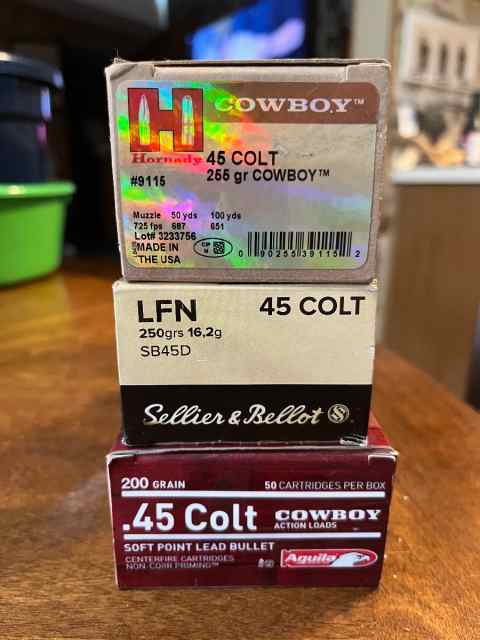 H COWBOY™
Hornady 45 COLT
#9115 255 gr COWBOY™
Muzzle 50 yds 100 yds
725 fps 687 651
Lot# 3233756
MADE IN
THE USA
0 90255 39115 2
LFN 45 COLT
250grs 16,2g
SB45D
Sellier & Bellot SB
200 GRAIN 50 CARTRIDGES PER BOX
.45 Colt COWBOY
ACTION LOADS
SOFT POINT LEAD BULLET
CENTERFIRE CARTRIDGES
NON-CORR PRIMING™
Aguila